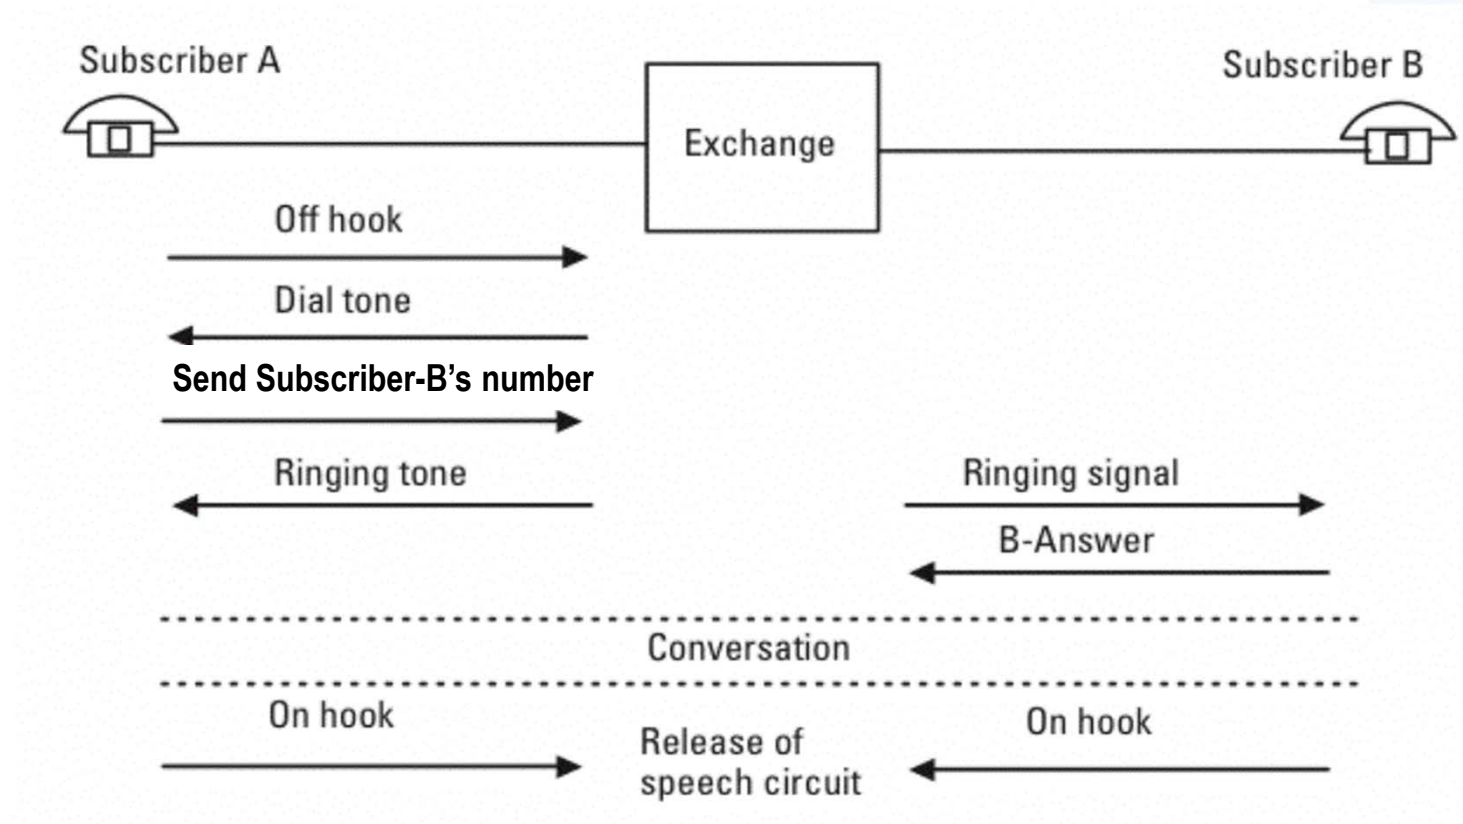 Subscriber A
Subscriber B
Exchange
Off hook
Dial tone
Send Subscriber-B’s number
Ringing tone
Ringing signal
B-Answer
Conversation
On hook
On hook
Release of
speech circuit